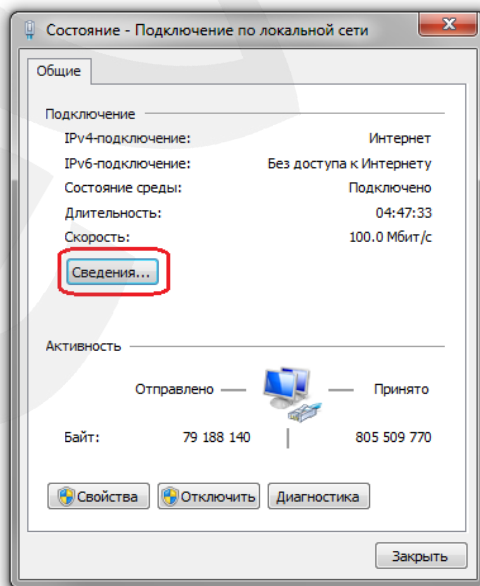 Состояние - Подключение по локальной сети
Общие
Подключение
IPv4-подключение: Интернет
IPv6-подключение: Без доступа к Интернету
Состояние среды: Подключено
Длительность: 04:47:33
Скорость: 100.0 Мбит/с
Сведения...
Активность
Отправлено — — Принято
Байт: 79 188 140 | 805 509 770
Свойства Отключить Диагностика
Закрыть